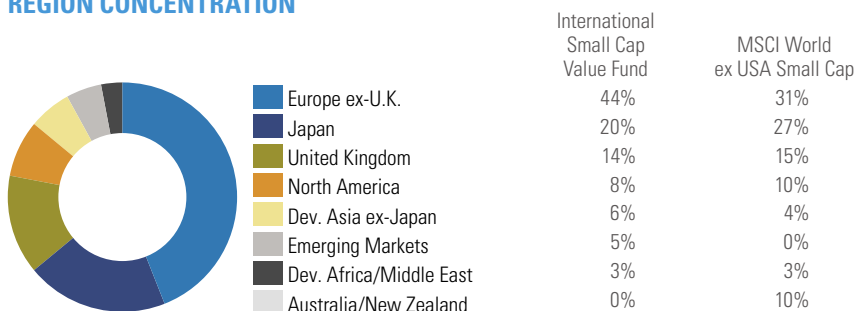 REGION CONCENTRATION
International
Small Cap MSCI World
Value Fund ex USA Small Cap
Europe ex-U.K. 44% 31%
Japan 20% 27%
United Kingdom 14% 15%
North America 8% 10%
Dev. Asia ex-Japan 6% 4%
Emerging Markets 5% 0%
Dev. Africa/Middle East 3% 3%
Australia/New Zealand 0% 10%